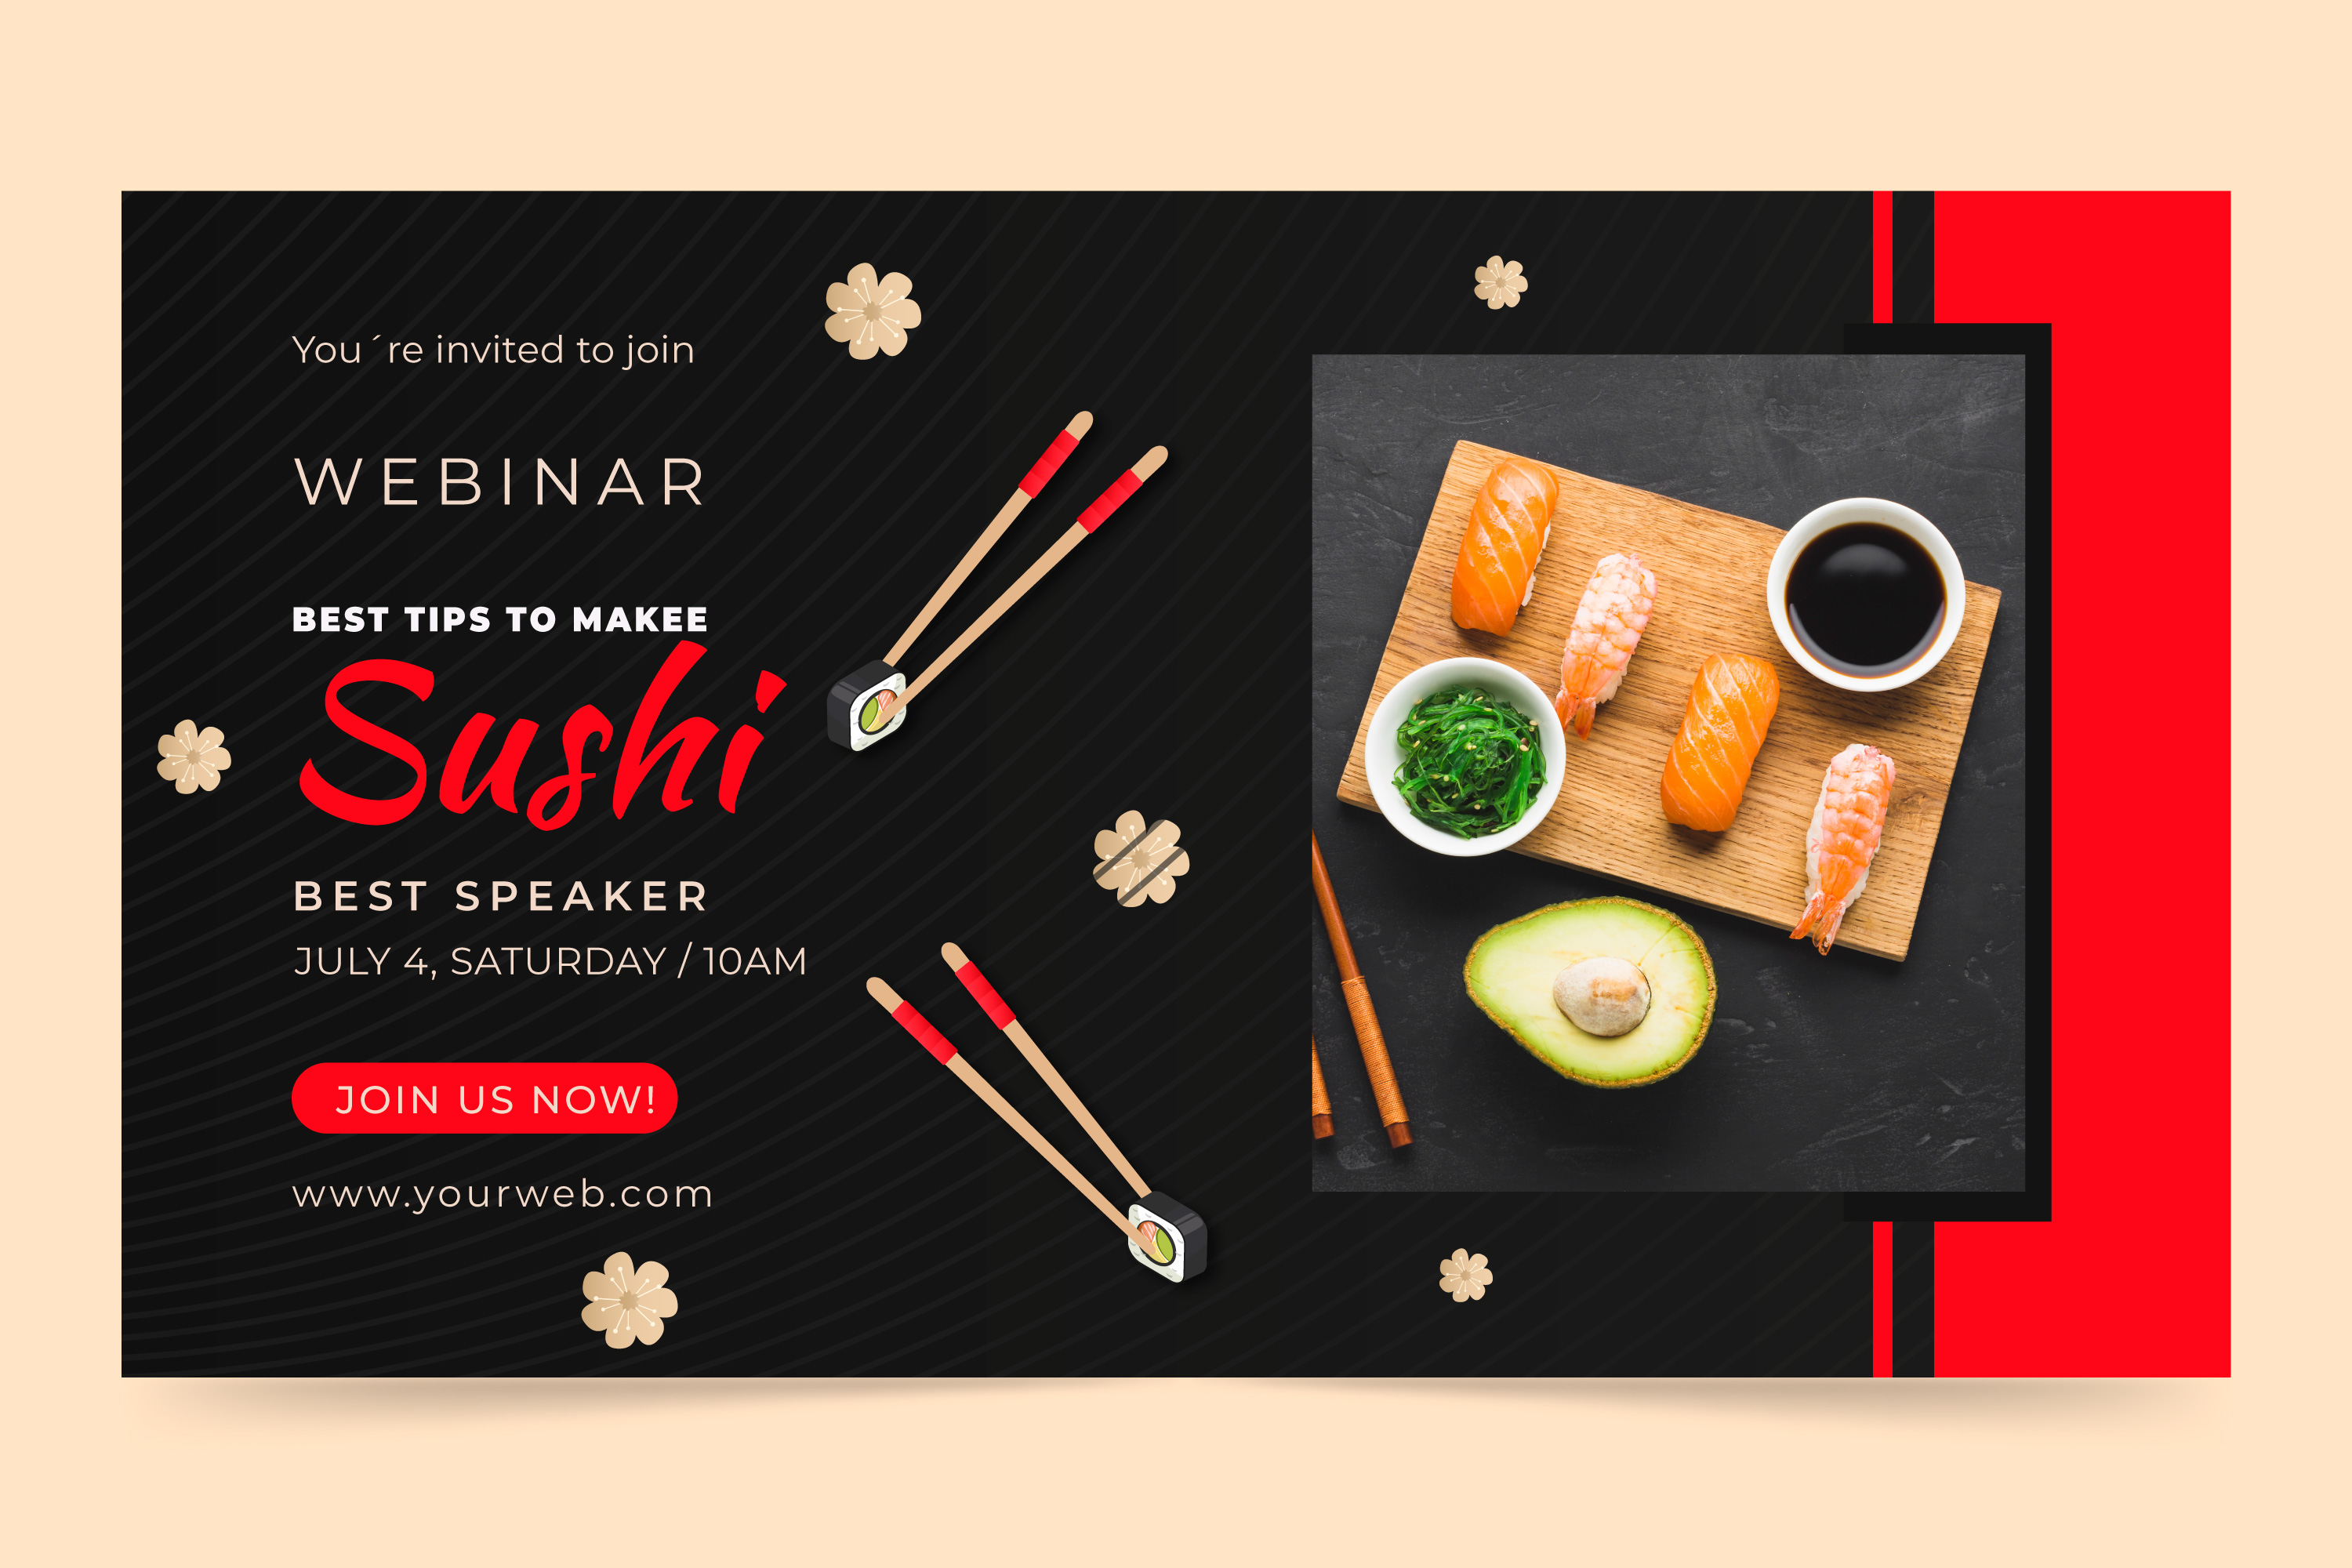 You´re invited to join
WEBINAR
BEST TIPS TO MAKEE
Sushi
BEST SPEAKER
JULY 4, SATURDAY / 10AM
JOIN US NOW!
www.yourweb.com